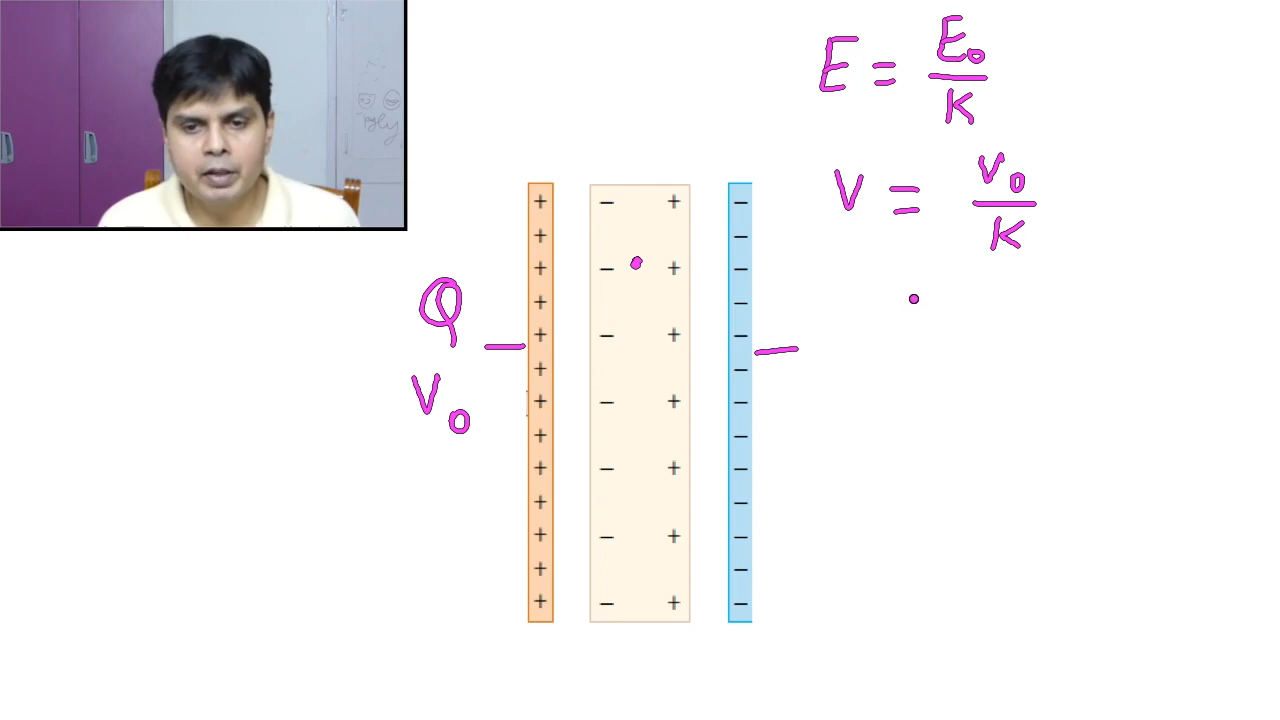 E = E₀/K
V = V₀/K
Q
V₀
+ - + -
+ -
+ - + -
+ -
+ - + -
+ -
+ - + -
+ -
+ - + -
+ -
+ - + -
+ -
+ - + -